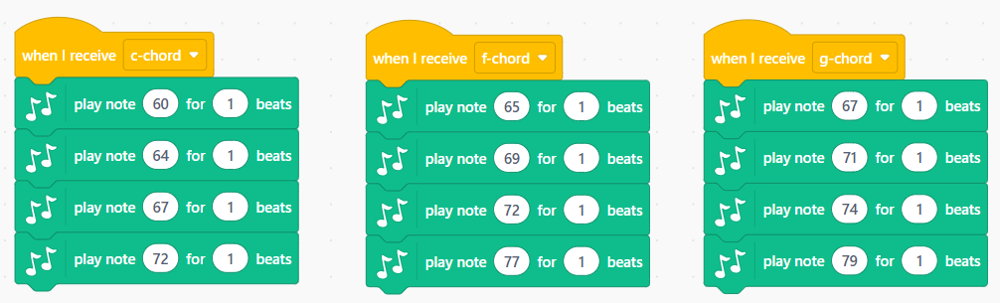 when I receive c-chord
play note 60 for 1 beats
play note 64 for 1 beats
play note 67 for 1 beats
play note 72 for 1 beats
when I receive f-chord
play note 65 for 1 beats
play note 69 for 1 beats
play note 72 for 1 beats
play note 77 for 1 beats
when I receive g-chord
play note 67 for 1 beats
play note 71 for 1 beats
play note 74 for 1 beats
play note 79 for 1 beats